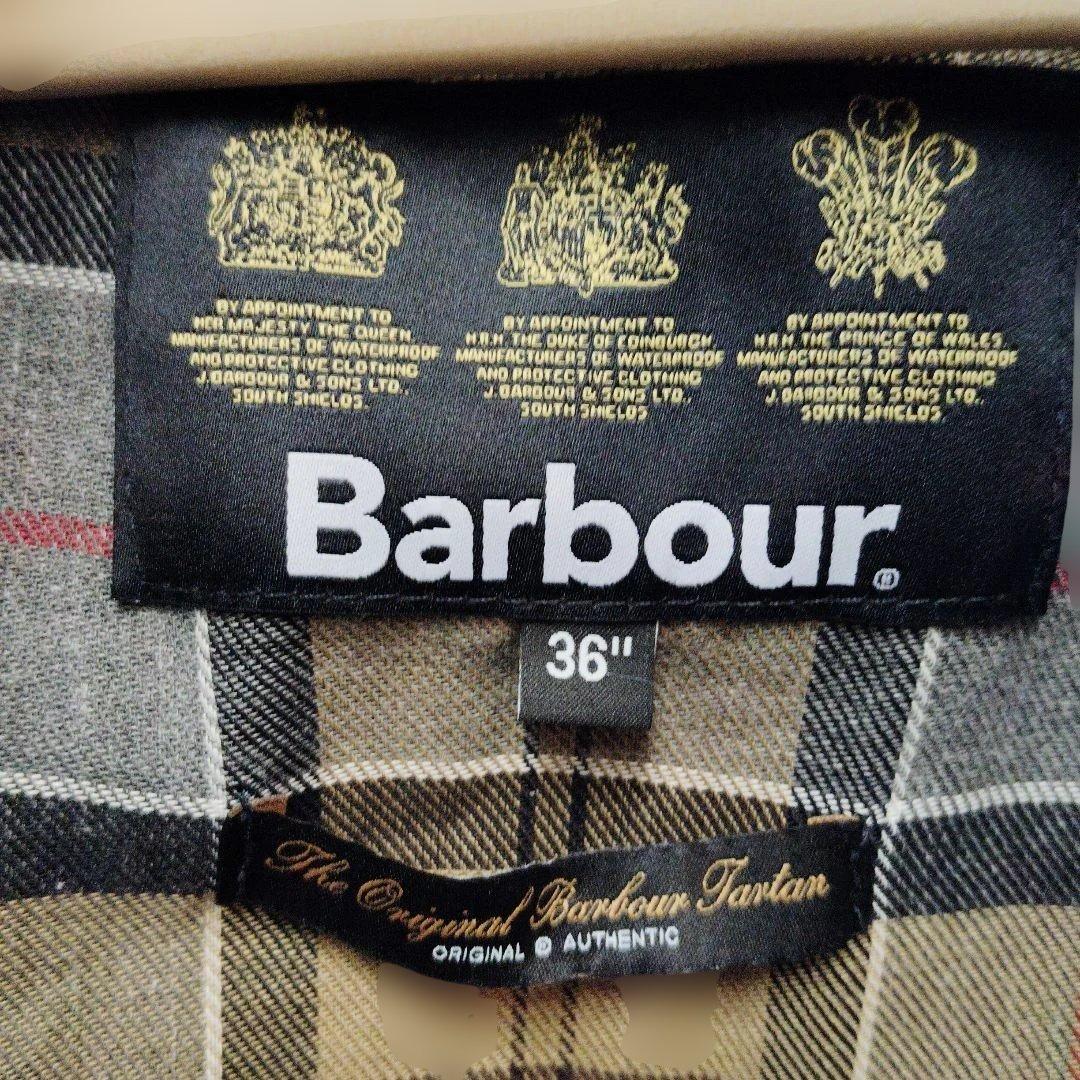 BY APPOINTMENT TO
HER MAJESTY THE QUEEN
MANUFACTURERS OF WATERPROOF
AND PROTECTIVE CLOTHING
J. BARBOUR & SONS LTD.
SOUTH SHIELDS.
BY APPOINTMENT TO
H.R.H. THE DUKE OF EDINBURGH
MANUFACTURERS OF WATERPROOF
AND PROTECTIVE CLOTHING
J. BARBOUR & SONS LTD.
SOUTH SHIELDS
BY APPOINTMENT TO
H.R.H. THE PRINCE OF WALES
MANUFACTURERS OF WATERPROOF
AND PROTECTIVE CLOTHING
J. BARBOUR & SONS LTD.
SOUTH SHIELDS
Barbour®
36"
The Original Barbour Tartan
ORIGINAL & AUTHENTIC